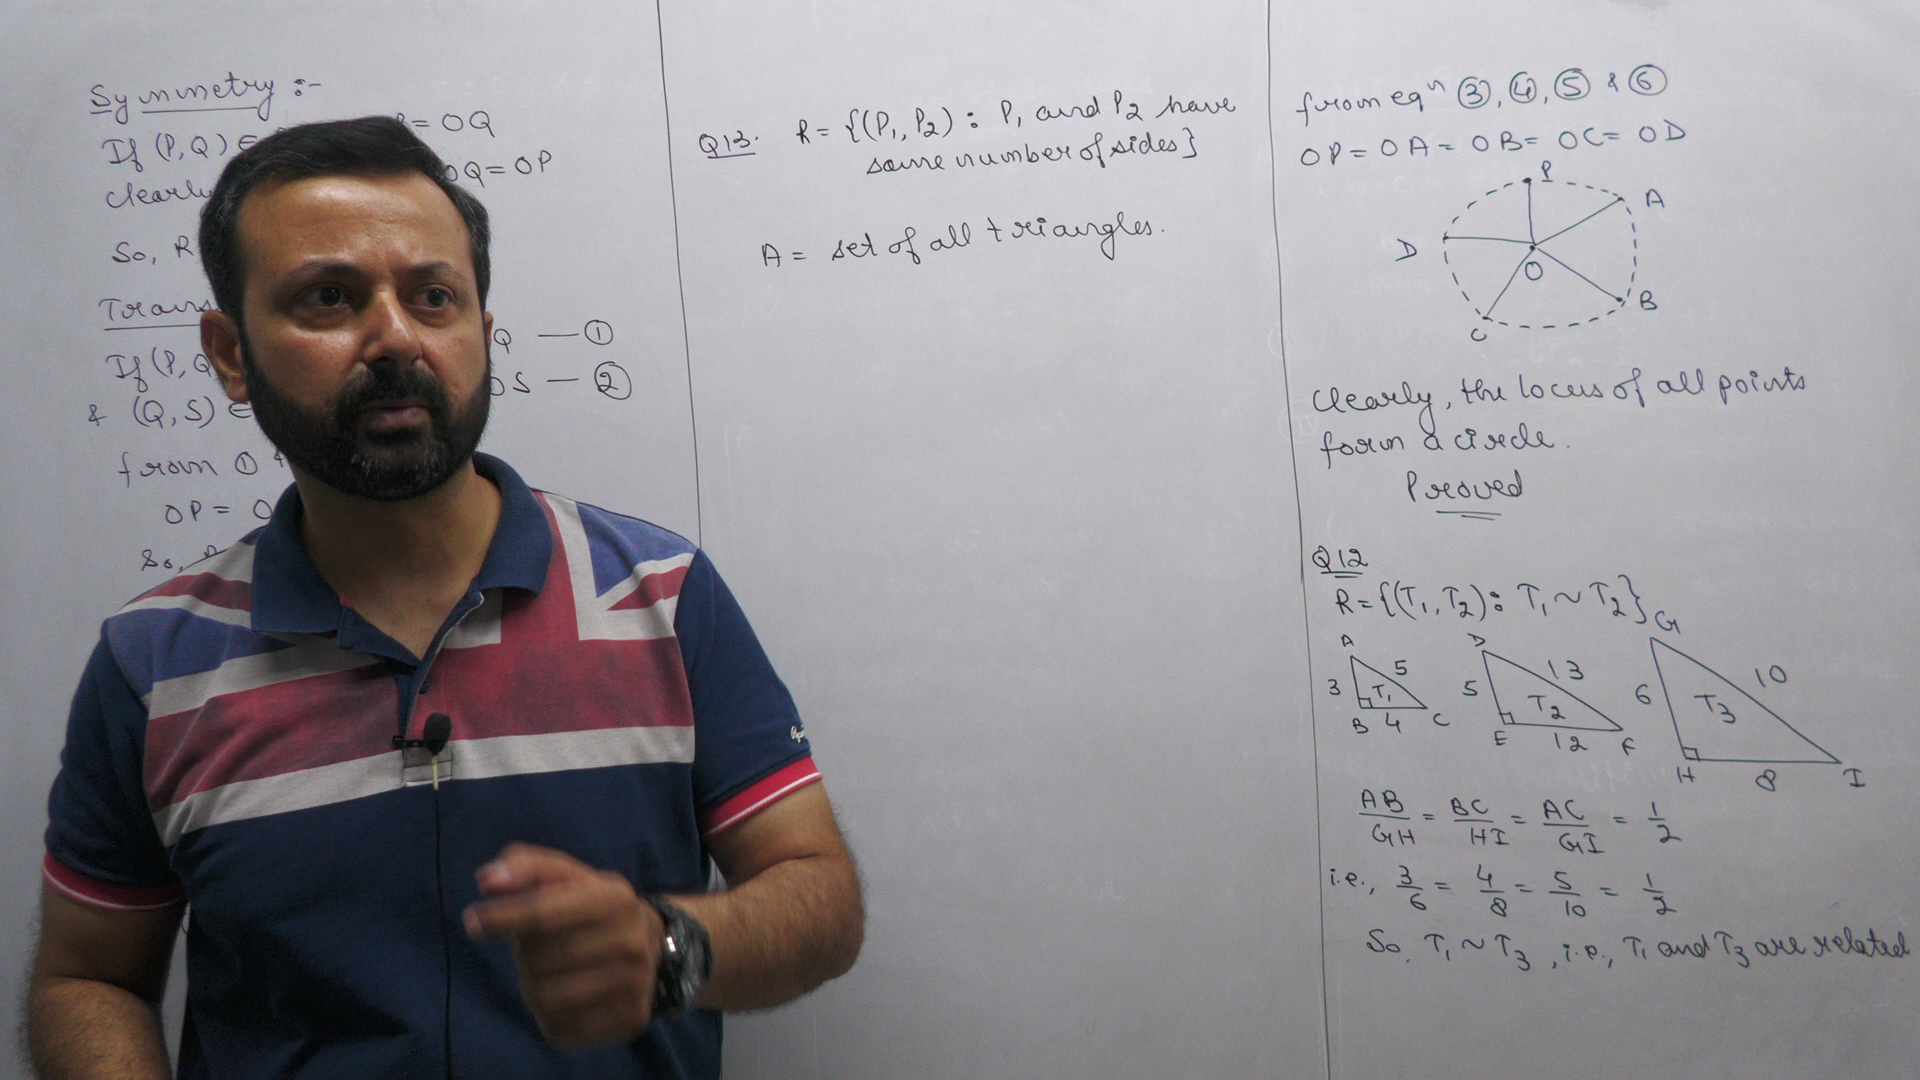 Symmetry :-
If (P,Q) ∈ = OQ
clearly OQ = OP
So, R
If (P,Q Q — ①
& (Q,S) ∈ OS — ②
from ①
OP = O
So,
Q13. R = {(P1, P2) : P1 and P2 have
same number of sides}
A = set of all triangles.
from eqn ③, ④, ⑤ & ⑥
OP = OA = OB = OC = OD
P
A
D
O
B
C
Clearly, the locus of all points
form a circle.
Proved
Q12
R = {(T1, T2) : T1 ~ T2}
A D G
3 5 T1 5 13 T2 6 10 T3
B 4 C E 12 F H 8 I
AB/GH = BC/HI = AC/GI = 1/2
i.e., 3/6 = 4/8 = 5/10 = 1/2
So, T1 ~ T3, i.e., T1 and T3 are related